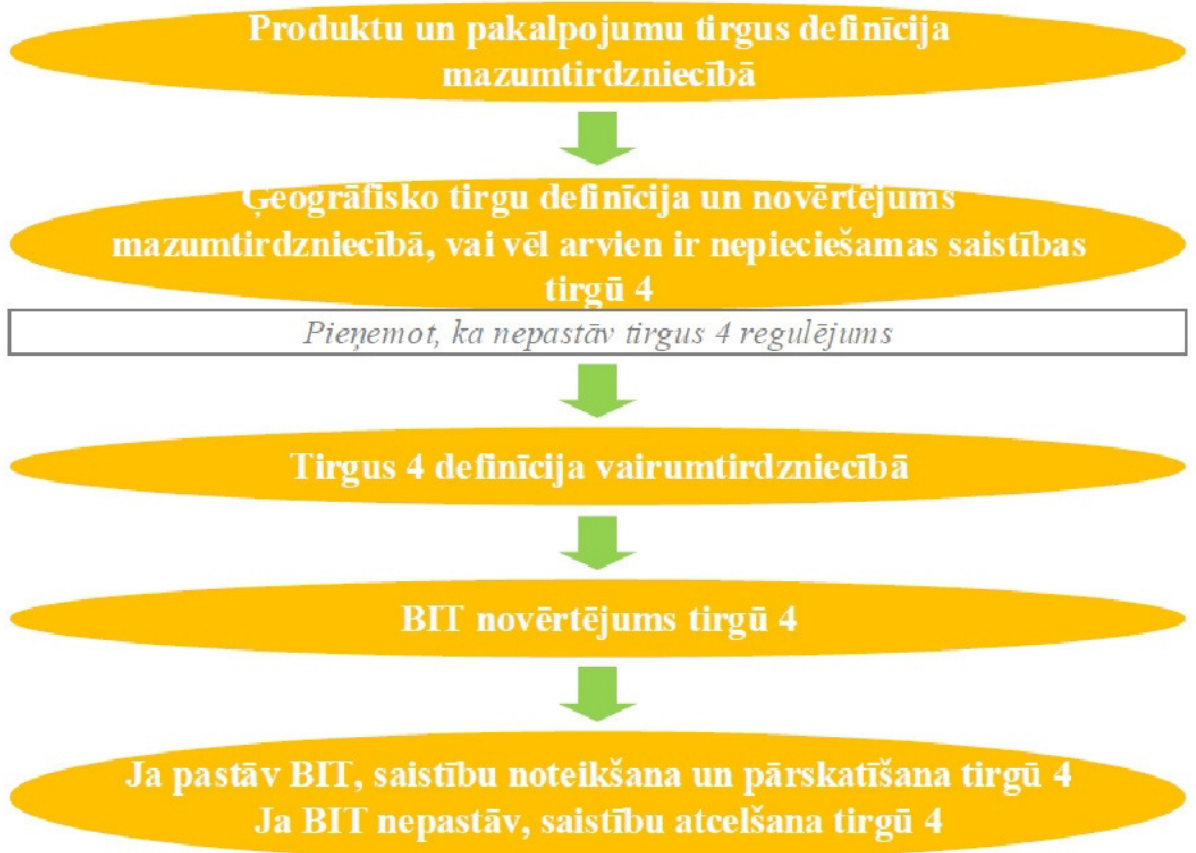 Produktu un pakalpojumu tirgus definīcija
mazumtirdzniecībā
Ģeogrāfisko tirgu definīcija un novērtējums
mazumtirdzniecībā, vai vēl arvien ir nepieciešamas saistības
tirgū 4
Pieņemot, ka nepastāv tirgus 4 regulējums
Tirgus 4 definīcija vairumtirdzniecībā
BIT novērtējums tirgū 4
Ja pastāv BIT, saistību noteikšana un pārskatīšana tirgū 4
Ja BIT nepastāv, saistību atcelšana tirgū 4